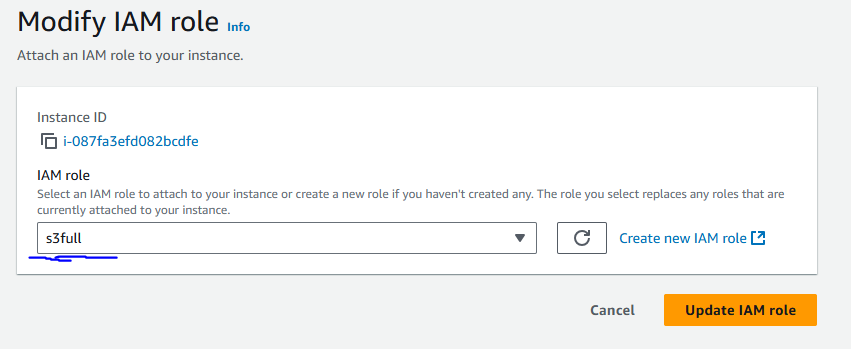 Modify IAM role Info
Attach an IAM role to your instance.
Instance ID
i-087fa3efd082bcdfe
IAM role
Select an IAM role to attach to your instance or create a new role if you haven't created any. The role you select replaces any roles that are
currently attached to your instance.
s3full
Create new IAM role
Cancel
Update IAM role